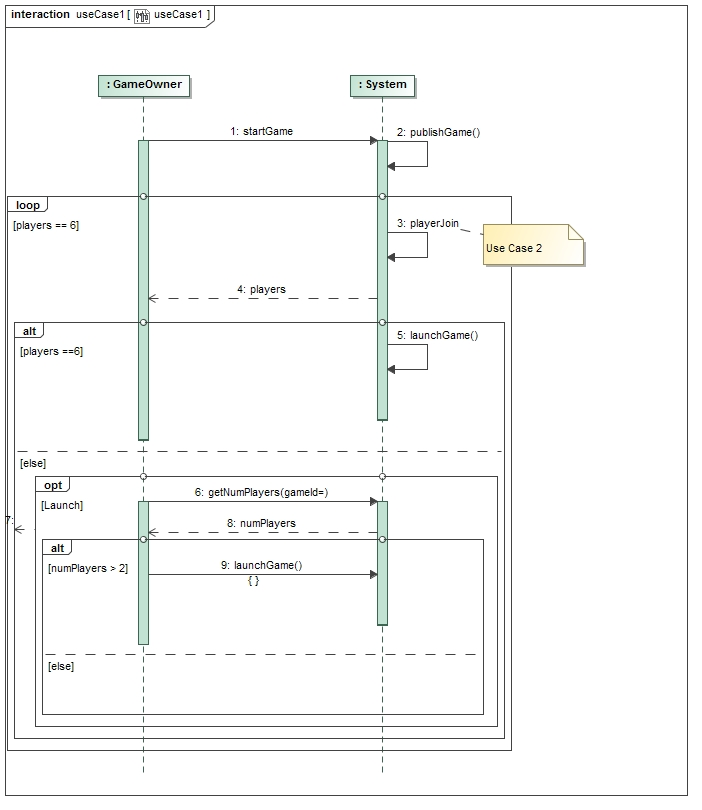 interaction useCase1 [ useCase1 ]
: GameOwner
: System
1: startGame
2: publishGame()
loop
[players == 6]
3: playerJoin
Use Case 2
4: players
alt
[players ==6]
5: launchGame()
[else]
opt
[Launch]
6: getNumPlayers(gameId=)
7:
8: numPlayers
alt
[numPlayers > 2]
9: launchGame()
{ }
[else]